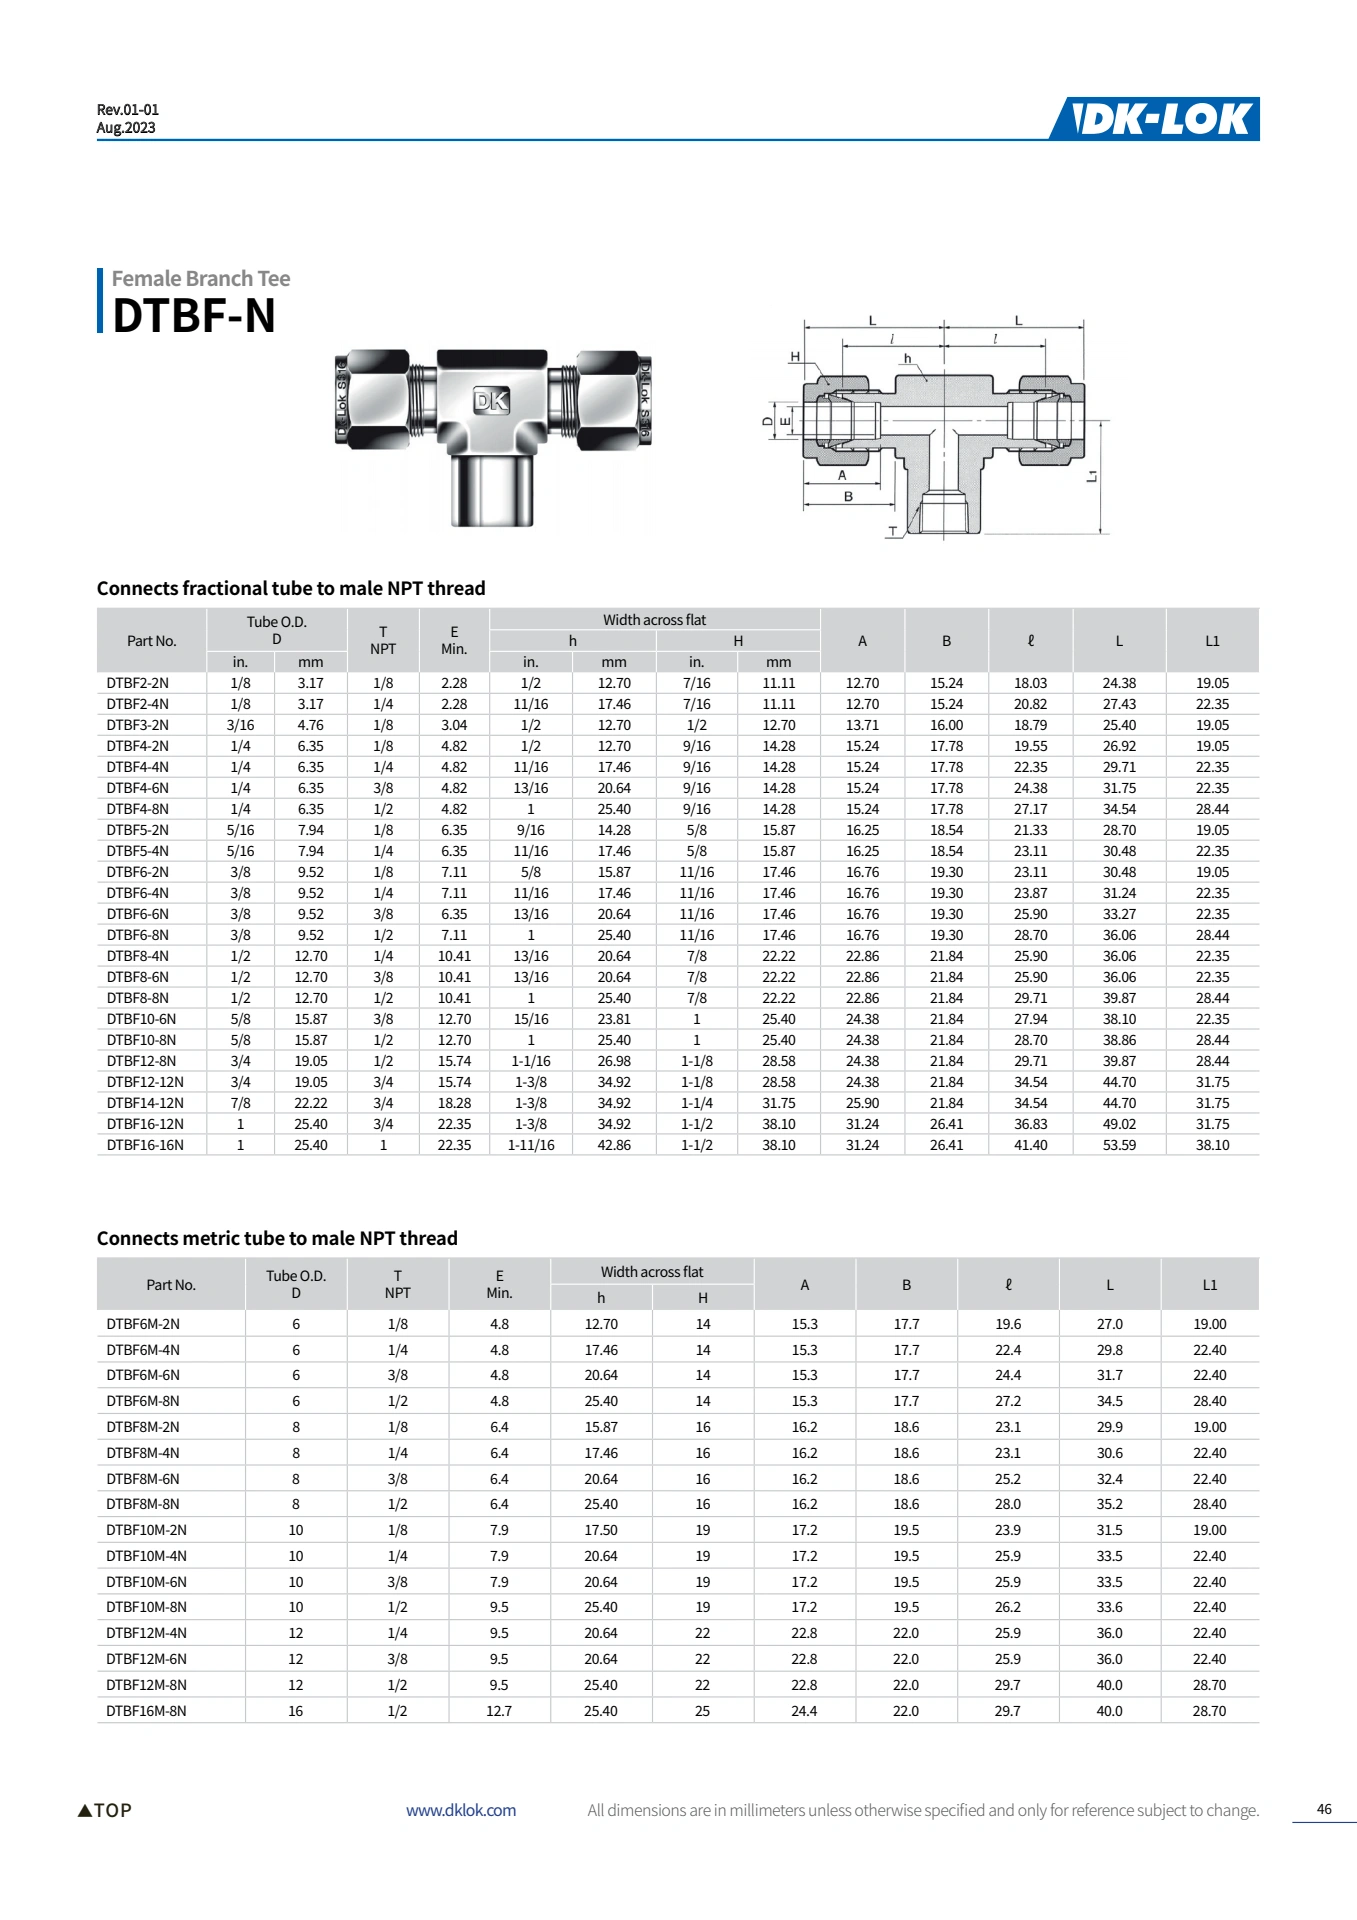 Rev.01-01
Aug.2023
DK-LOK
Female Branch Tee
DTBF-N
DK-Lok S316
DK
DK-Lok S316
L L
l l
H h
D E
A
B
L1
T
Connects fractional tube to male NPT thread
Part No. Tube O.D. D T NPT E Min. Width across flat A B ℓ L L1
h H
in. mm in. mm in. mm
DTBF2-2N 1/8 3.17 1/8 2.28 1/2 12.70 7/16 11.11 12.70 15.24 18.03 24.38 19.05
DTBF2-4N 1/8 3.17 1/4 2.28 11/16 17.46 7/16 11.11 12.70 15.24 20.82 27.43 22.35
DTBF3-2N 3/16 4.76 1/8 3.04 1/2 12.70 1/2 12.70 13.71 16.00 18.79 25.40 19.05
DTBF4-2N 1/4 6.35 1/8 4.82 1/2 12.70 9/16 14.28 15.24 17.78 19.55 26.92 19.05
DTBF4-4N 1/4 6.35 1/4 4.82 11/16 17.46 9/16 14.28 15.24 17.78 22.35 29.71 22.35
DTBF4-6N 1/4 6.35 3/8 4.82 13/16 20.64 9/16 14.28 15.24 17.78 24.38 31.75 22.35
DTBF4-8N 1/4 6.35 1/2 4.82 1 25.40 9/16 14.28 15.24 17.78 27.17 34.54 28.44
DTBF5-2N 5/16 7.94 1/8 6.35 9/16 14.28 5/8 15.87 16.25 18.54 21.33 28.70 19.05
DTBF5-4N 5/16 7.94 1/4 6.35 11/16 17.46 5/8 15.87 16.25 18.54 23.11 30.48 22.35
DTBF6-2N 3/8 9.52 1/8 7.11 5/8 15.87 11/16 17.46 16.76 19.30 23.11 30.48 19.05
DTBF6-4N 3/8 9.52 1/4 7.11 11/16 17.46 11/16 17.46 16.76 19.30 23.87 31.24 22.35
DTBF6-6N 3/8 9.52 3/8 6.35 13/16 20.64 11/16 17.46 16.76 19.30 25.90 33.27 22.35
DTBF6-8N 3/8 9.52 1/2 7.11 1 25.40 11/16 17.46 16.76 19.30 28.70 36.06 28.44
DTBF8-4N 1/2 12.70 1/4 10.41 13/16 20.64 7/8 22.22 22.86 21.84 25.90 36.06 22.35
DTBF8-6N 1/2 12.70 3/8 10.41 13/16 20.64 7/8 22.22 22.86 21.84 25.90 36.06 22.35
DTBF8-8N 1/2 12.70 1/2 10.41 1 25.40 7/8 22.22 22.86 21.84 29.71 39.87 28.44
DTBF10-6N 5/8 15.87 3/8 12.70 15/16 23.81 1 25.40 24.38 21.84 27.94 38.10 22.35
DTBF10-8N 5/8 15.87 1/2 12.70 1 25.40 1 25.40 24.38 21.84 28.70 38.86 28.44
DTBF12-8N 3/4 19.05 1/2 15.74 1-1/16 26.98 1-1/8 28.58 24.38 21.84 29.71 39.87 28.44
DTBF12-12N 3/4 19.05 3/4 15.74 1-3/8 34.92 1-1/8 28.58 24.38 21.84 34.54 44.70 31.75
DTBF14-12N 7/8 22.22 3/4 18.28 1-3/8 34.92 1-1/4 31.75 25.90 21.84 34.54 44.70 31.75
DTBF16-12N 1 25.40 3/4 22.35 1-3/8 34.92 1-1/2 38.10 31.24 26.41 36.83 49.02 31.75
DTBF16-16N 1 25.40 1 22.35 1-11/16 42.86 1-1/2 38.10 31.24 26.41 41.40 53.59 38.10
Connects metric tube to male NPT thread
Part No. Tube O.D. D T NPT E Min. Width across flat A B ℓ L L1
h H
DTBF6M-2N 6 1/8 4.8 12.70 14 15.3 17.7 19.6 27.0 19.00
DTBF6M-4N 6 1/4 4.8 17.46 14 15.3 17.7 22.4 29.8 22.40
DTBF6M-6N 6 3/8 4.8 20.64 14 15.3 17.7 24.4 31.7 22.40
DTBF6M-8N 6 1/2 4.8 25.40 14 15.3 17.7 27.2 34.5 28.40
DTBF8M-2N 8 1/8 6.4 15.87 16 16.2 18.6 23.1 29.9 19.00
DTBF8M-4N 8 1/4 6.4 17.46 16 16.2 18.6 23.1 30.6 22.40
DTBF8M-6N 8 3/8 6.4 20.64 16 16.2 18.6 25.2 32.4 22.40
DTBF8M-8N 8 1/2 6.4 25.40 16 16.2 18.6 28.0 35.2 28.40
DTBF10M-2N 10 1/8 7.9 17.50 19 17.2 19.5 23.9 31.5 19.00
DTBF10M-4N 10 1/4 7.9 20.64 19 17.2 19.5 25.9 33.5 22.40
DTBF10M-6N 10 3/8 7.9 20.64 19 17.2 19.5 25.9 33.5 22.40
DTBF10M-8N 10 1/2 9.5 25.40 19 17.2 19.5 26.2 33.6 22.40
DTBF12M-4N 12 1/4 9.5 20.64 22 22.8 22.0 25.9 36.0 22.40
DTBF12M-6N 12 3/8 9.5 20.64 22 22.8 22.0 25.9 36.0 22.40
DTBF12M-8N 12 1/2 9.5 25.40 22 22.8 22.0 29.7 40.0 28.70
DTBF16M-8N 16 1/2 12.7 25.40 25 24.4 22.0 29.7 40.0 28.70
▲TOP www.dklok.com All dimensions are in millimeters unless otherwise specified and only for reference subject to change. 46